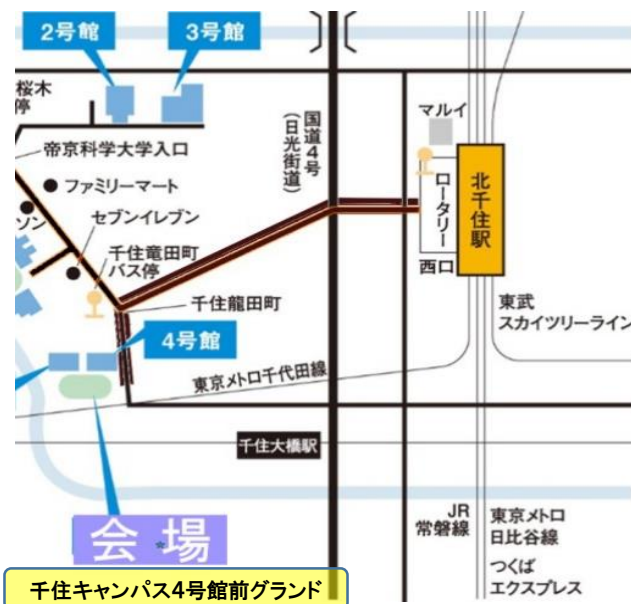 2号館
3号館
桜木
停
帝京科学大学入口
ファミリーマート
ソン
セブンイレブン
千住竜田町
バス停
千住龍田町
4号館
国道4号
(日光街道)
マルイ
ロータリー
北千住駅
西口
東武
スカイツリーライン
東京メトロ千代田線
千住大橋駅
JR
常磐線
東京メトロ
日比谷線
つくば
エクスプレス
会場
千住キャンパス4号館前グランド